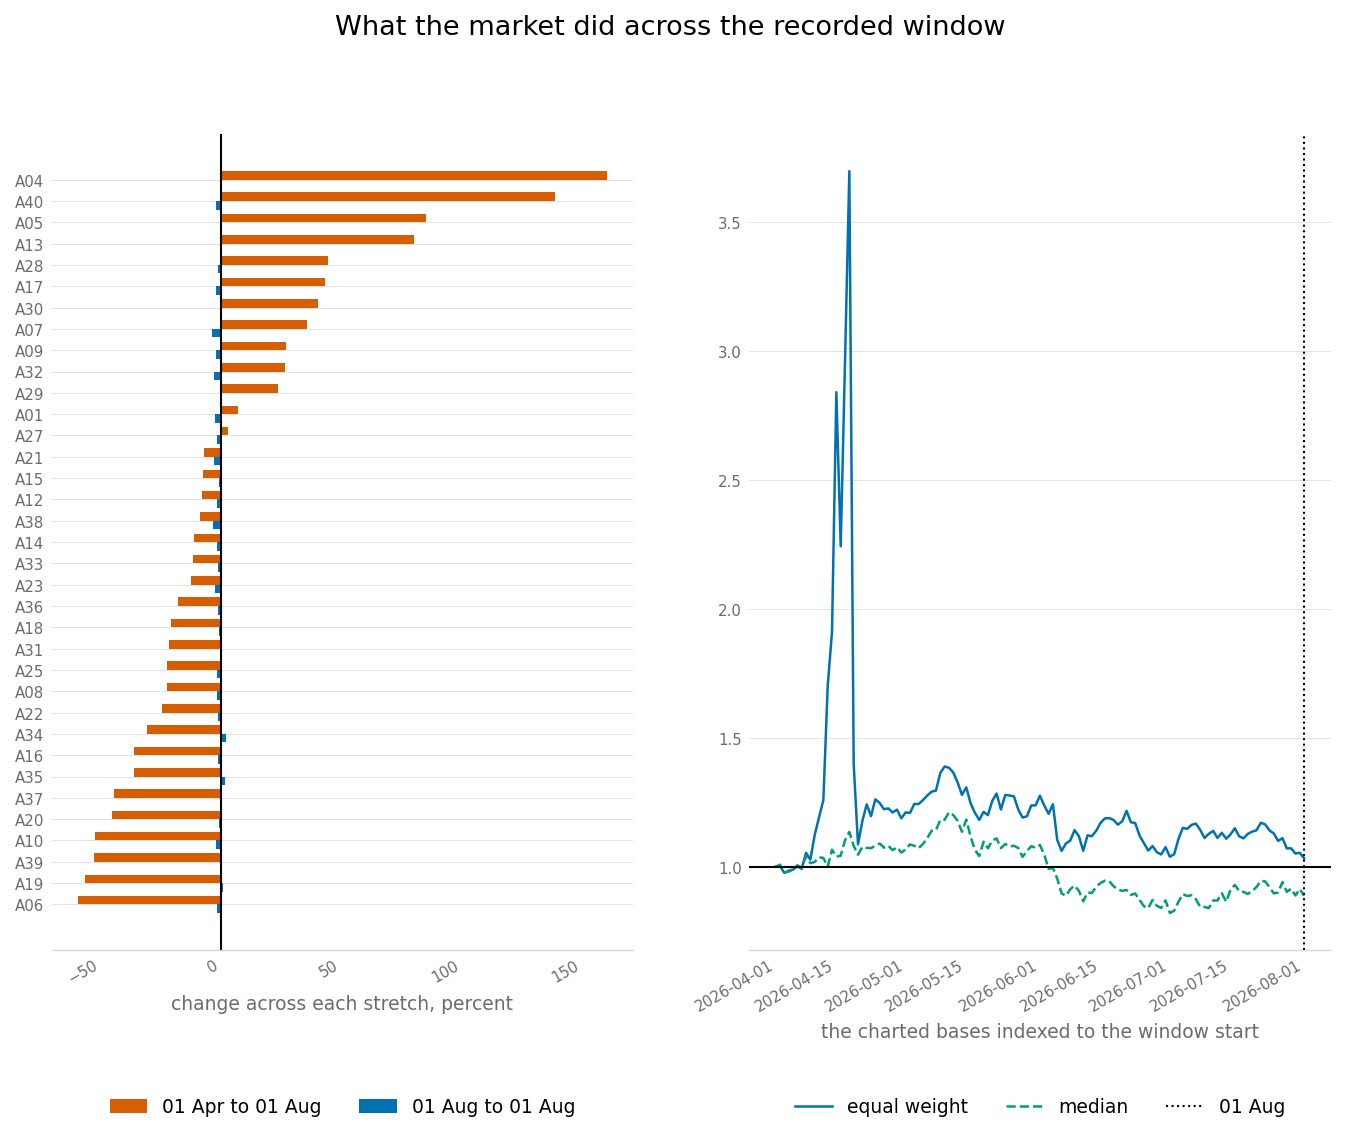 What the market did across the recorded window
A04
A40
A05
A13
A28
A17
A30
A07
A09
A32
A29
A01
A27
A21
A15
A12
A38
A14
A33
A23
A36
A18
A31
A25
A08
A22
A34
A16
A35
A37
A20
A10
A39
A19
A06
−50
0
50
100
150
change across each stretch, percent
01 Apr to 01 Aug
01 Aug to 01 Aug
3.5
3.0
2.5
2.0
1.5
1.0
2026-04-01
2026-04-15
2026-05-01
2026-05-15
2026-06-01
2026-06-15
2026-07-01
2026-07-15
2026-08-01
the charted bases indexed to the window start
equal weight
median
01 Aug